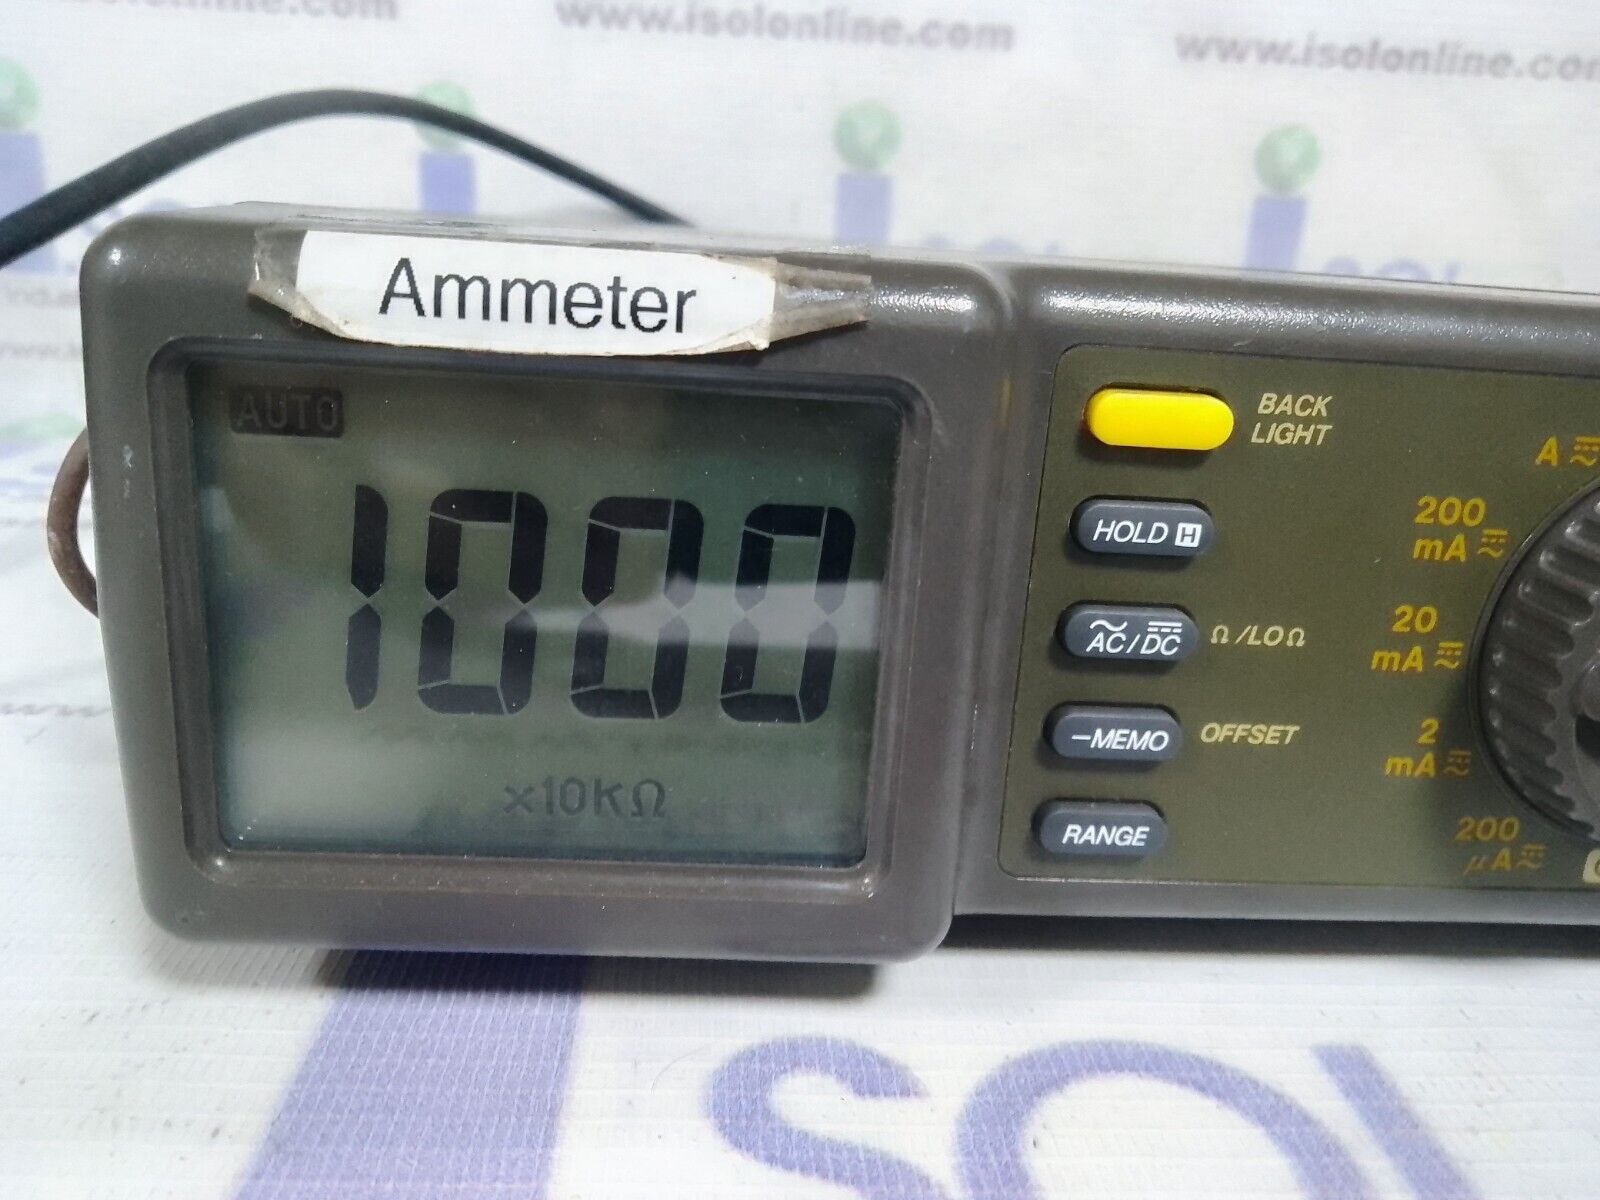 www.isolonline.com
www.isolonline.com
Ammeter
AUTO
1000
x10KΩ
BACK
LIGHT
HOLD H
AC/DC Ω/LOΩ
–MEMO OFFSET
RANGE
A
200
mA
20
mA
2
mA
200
μA